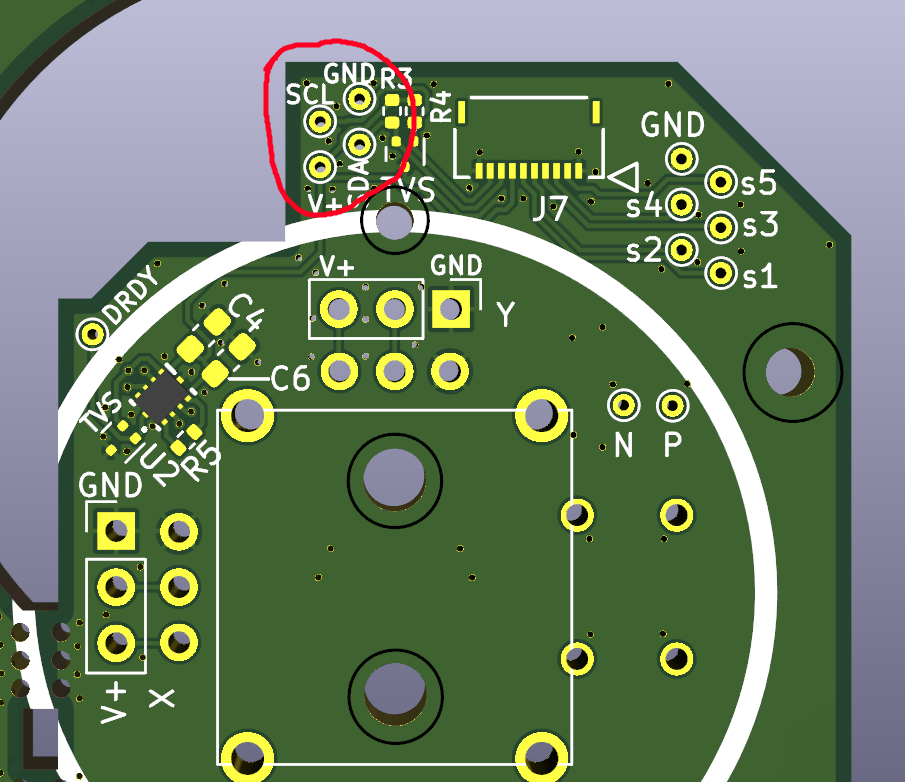 GND R3
SCL
R4
SDA
V+
TVS
J7
GND
s5
s4
s3
s2
s1
DRDY
V+
GND
Y
C4
C6
TVS
U2
R5
N
P
GND
V+
X